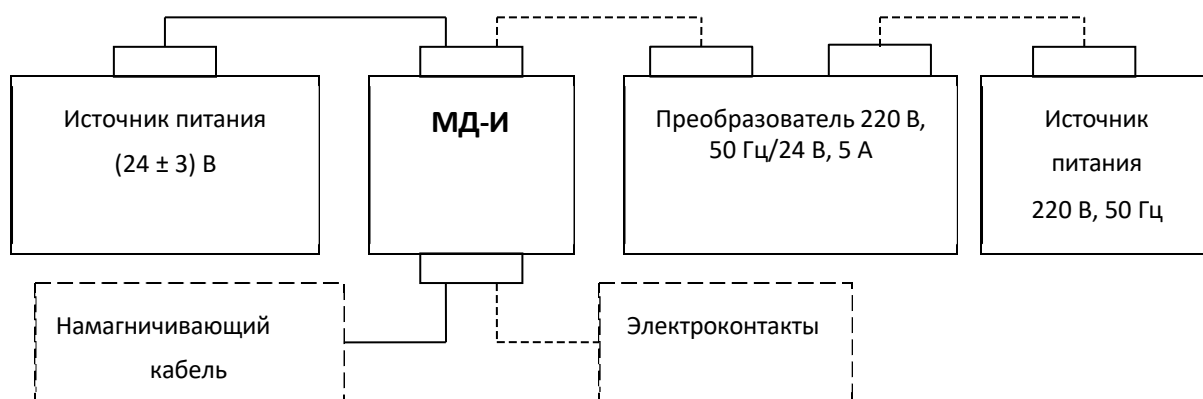 Источник питания
(24 ± 3) В
МД-И
Преобразователь 220 В,
50 Гц/24 В, 5 А
Источник
питания
220 В, 50 Гц
Намагничивающий
кабель
Электроконтакты